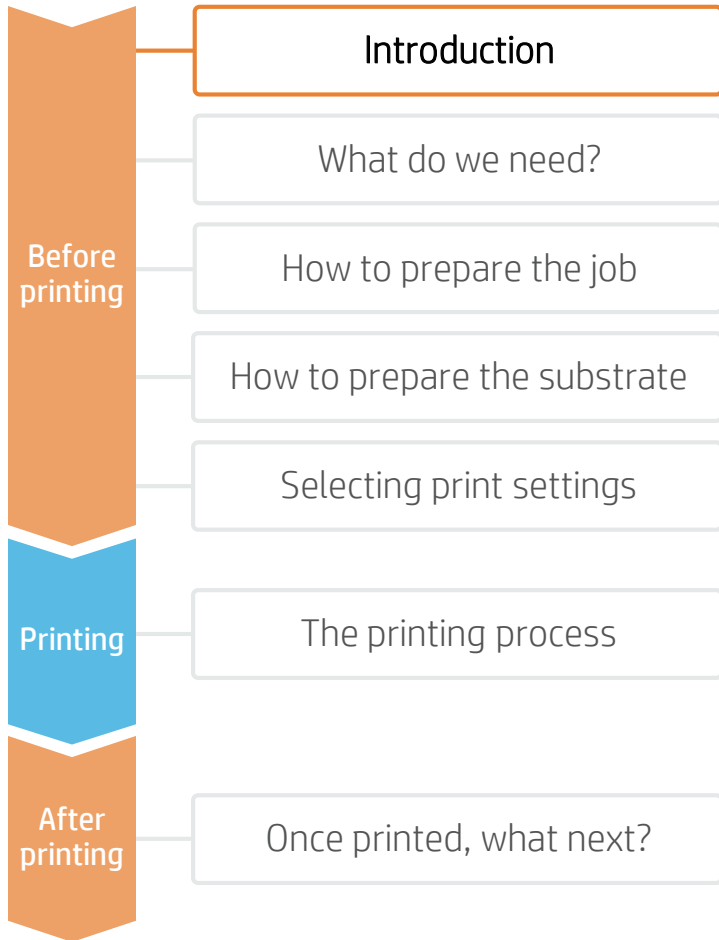 Introduction
What do we need?
Before
printing
How to prepare the job
How to prepare the substrate
Selecting print settings
Printing
The printing process
After
printing
Once printed, what next?